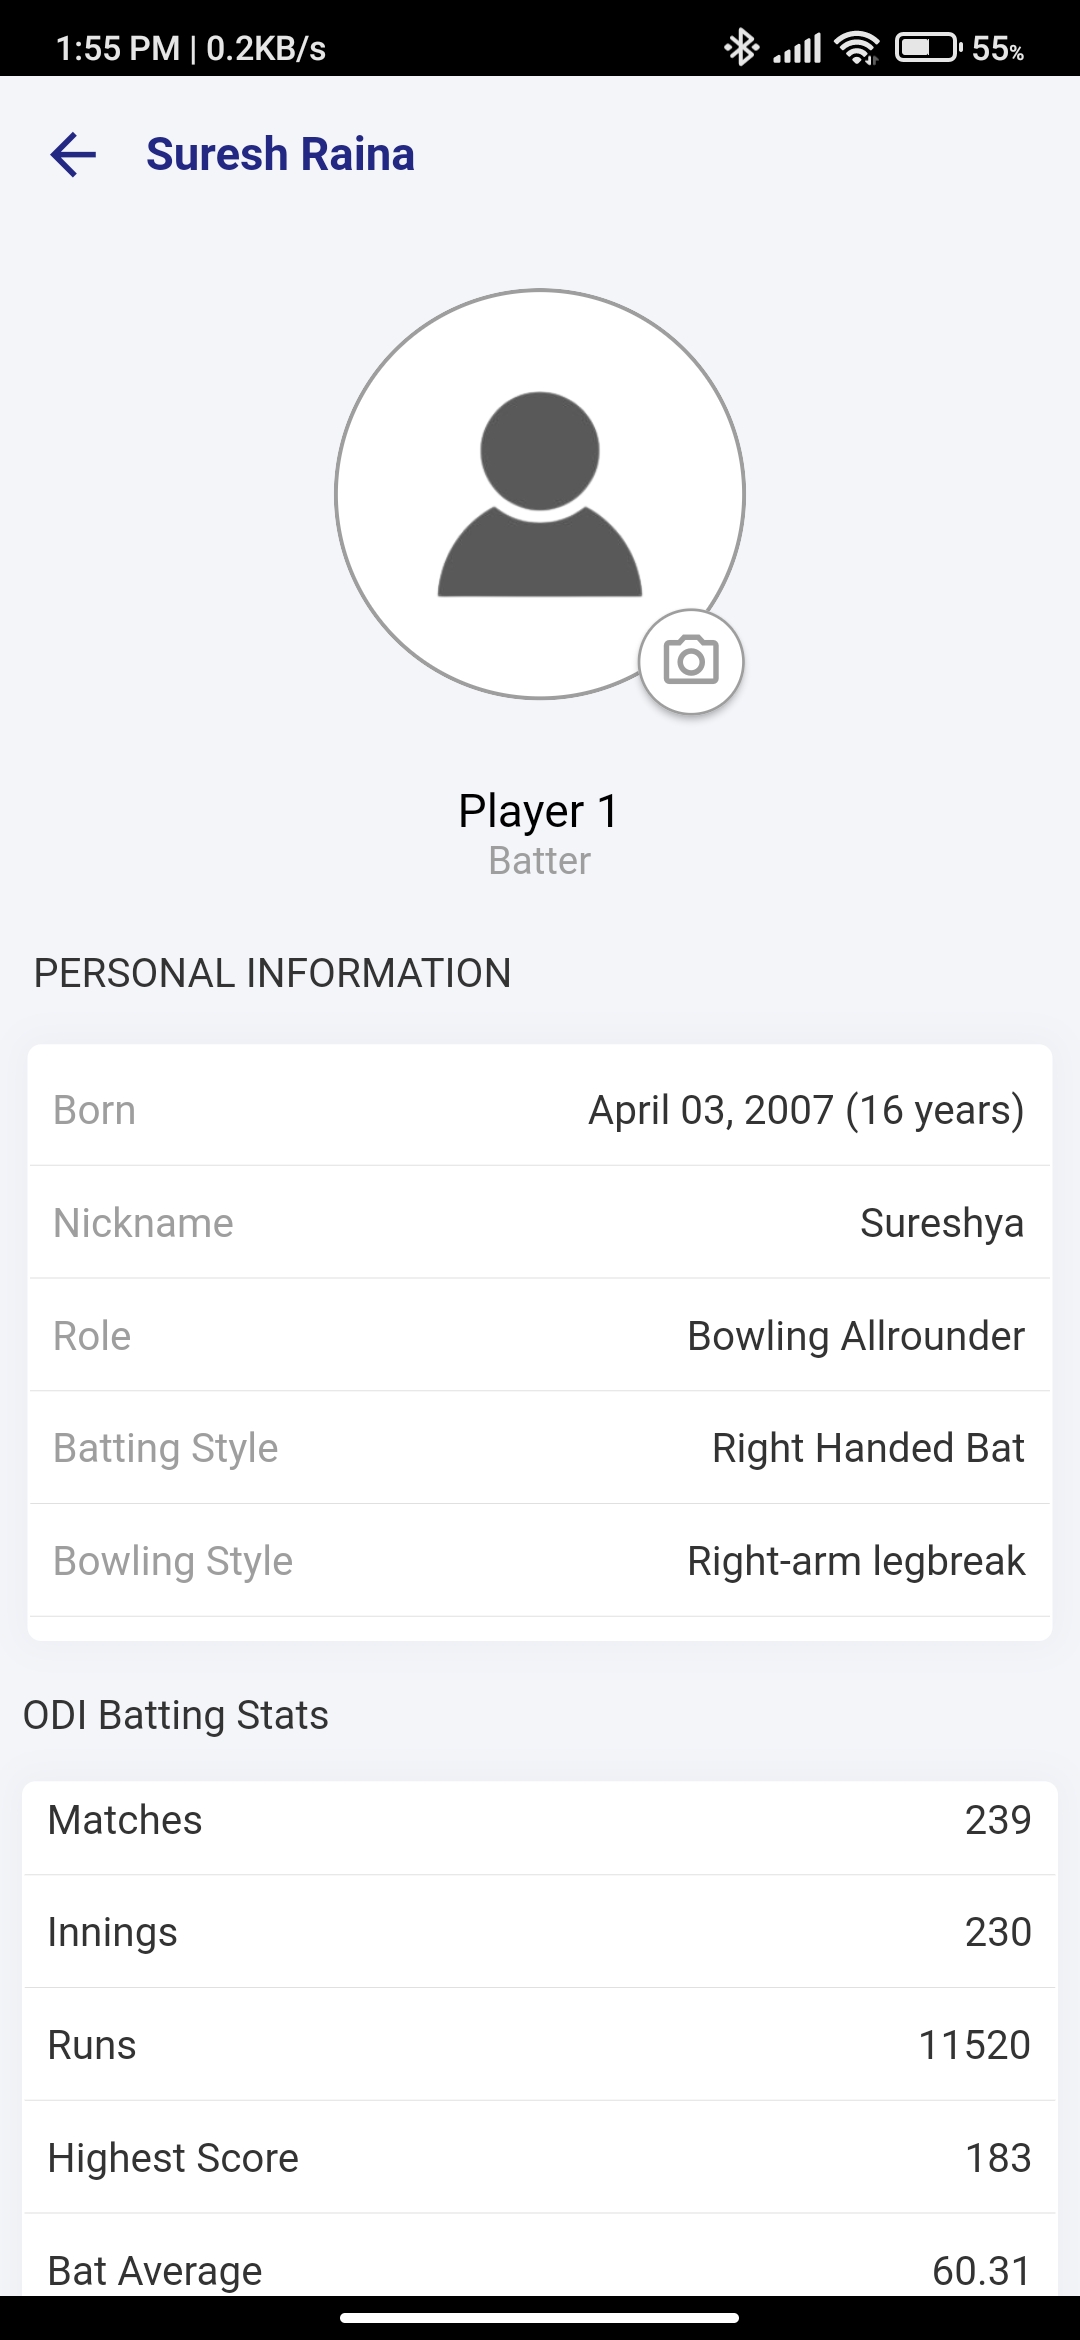 1:55 PM | 0.2KB/s 55%
Suresh Raina
Player 1
Batter
PERSONAL INFORMATION
Born April 03, 2007 (16 years)
Nickname Sureshya
Role Bowling Allrounder
Batting Style Right Handed Bat
Bowling Style Right-arm legbreak
ODI Batting Stats
Matches 239
Innings 230
Runs 11520
Highest Score 183
Bat Average 60.31